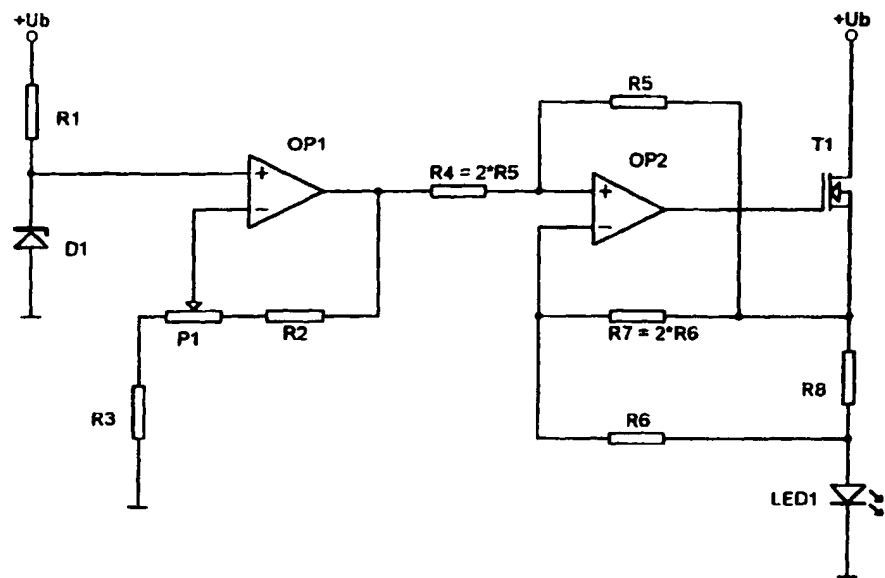 +Ub
+Ub
R5
R1
OP1
T1
OP2
R4 = 2*R5
D1
P1
R2
R7 = 2*R6
R8
R3
R6
LED1